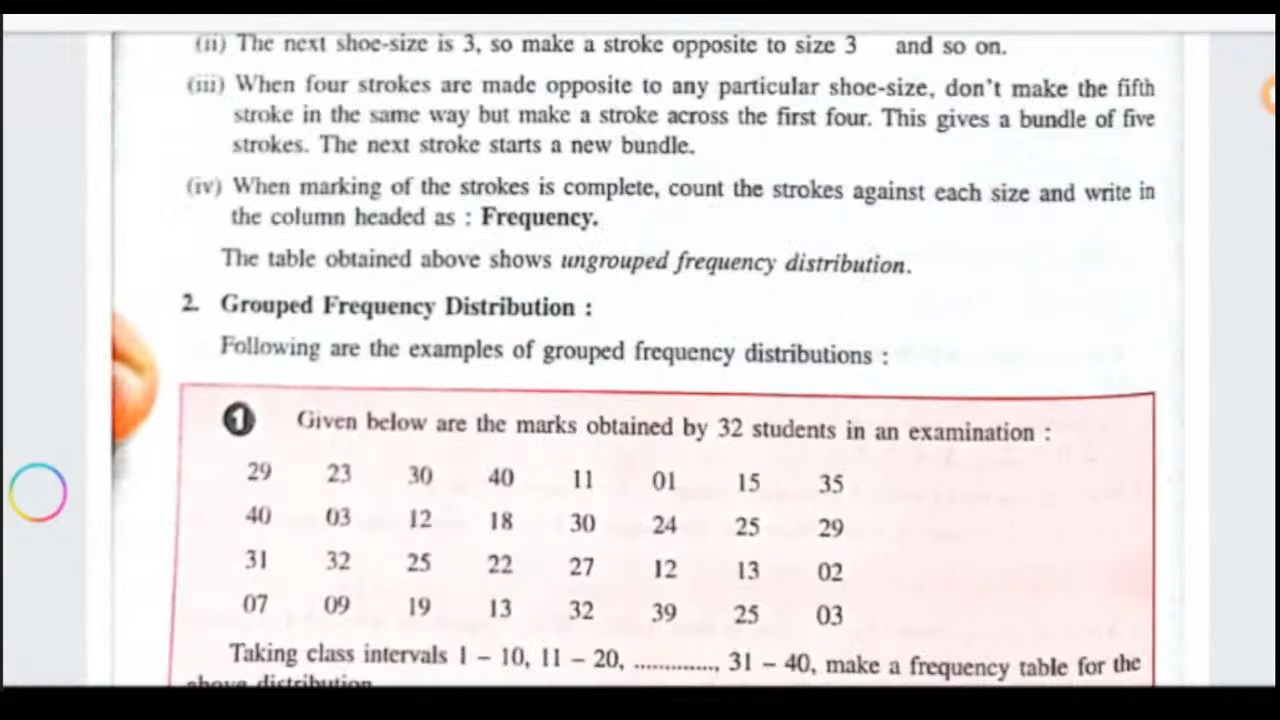 (ii) The next shoe-size is 3, so make a stroke opposite to size 3 and so on.
(iii) When four strokes are made opposite to any particular shoe-size, don't make the fifth
stroke in the same way but make a stroke across the first four. This gives a bundle of five
strokes. The next stroke starts a new bundle.
(iv) When marking of the strokes is complete, count the strokes against each size and write in
the column headed as : Frequency.
The table obtained above shows ungrouped frequency distribution.
2. Grouped Frequency Distribution :
Following are the examples of grouped frequency distributions :
1 Given below are the marks obtained by 32 students in an examination :
29 23 30 40 11 01 15 35
40 03 12 18 30 24 25 29
31 32 25 22 27 12 13 02
07 09 19 13 32 39 25 03
Taking class intervals 1 – 10, 11 – 20, ............., 31 – 40, make a frequency table for the
above distribution